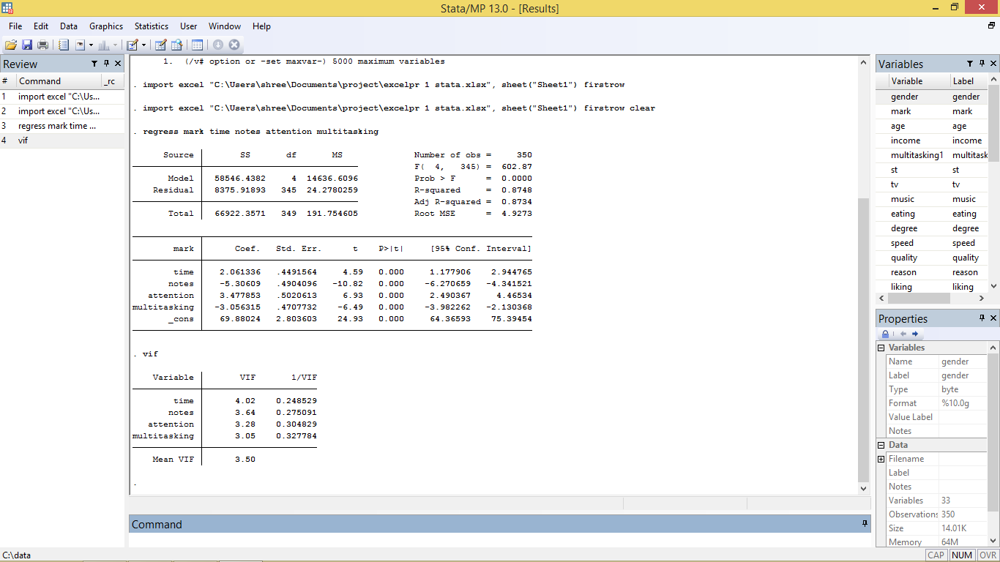 Stata/MP 13.0 - [Results]
File Edit Data Graphics Statistics User Window Help
Review
# Command _rc
1 import excel "C:\Us...
2 import excel "C:\Us...
3 regress mark time ...
4 vif
1. (/v# option or -set maxvar-) 5000 maximum variables
. import excel "C:\Users\shree\Documents\project\excelpr 1 stata.xlsx", sheet("Sheet1") firstrow
. import excel "C:\Users\shree\Documents\project\excelpr 1 stata.xlsx", sheet("Sheet1") firstrow clear
. regress mark time notes attention multitasking
Source SS df MS Number of obs = 350
F( 4, 345) = 602.87
Model 58546.4382 4 14636.6096 Prob > F = 0.0000
Residual 8375.91893 345 24.2780259 R-squared = 0.8748
Adj R-squared = 0.8734
Total 66922.3571 349 191.754605 Root MSE = 4.9273
mark Coef. Std. Err. t P>|t| [95% Conf. Interval]
time 2.061336 .4491564 4.59 0.000 1.177906 2.944765
notes -5.30609 .4904096 -10.82 0.000 -6.270659 -4.341521
attention 3.477853 .5020613 6.93 0.000 2.490367 4.46534
multitasking -3.056315 .4707732 -6.49 0.000 -3.982262 -2.130368
_cons 69.88024 2.803603 24.93 0.000 64.36593 75.39454
. vif
Variable VIF 1/VIF
time 4.02 0.248529
notes 3.64 0.275091
attention 3.28 0.304829
multitasking 3.05 0.327784
Mean VIF 3.50
.
Command
Variables
Variable Label
gender gender
mark mark
age age
income income
multitasking1 multitask
st st
tv tv
music music
eating eating
degree degree
speed speed
quality quality
reason reason
liking liking
Properties
Variables
Name gender
Label gender
Type byte
Format %10.0g
Value Label
Notes
Data
Filename
Label
Notes
Variables 33
Observations 350
Size 14.01K
Memory 64M
C:\data
CAP NUM OVR